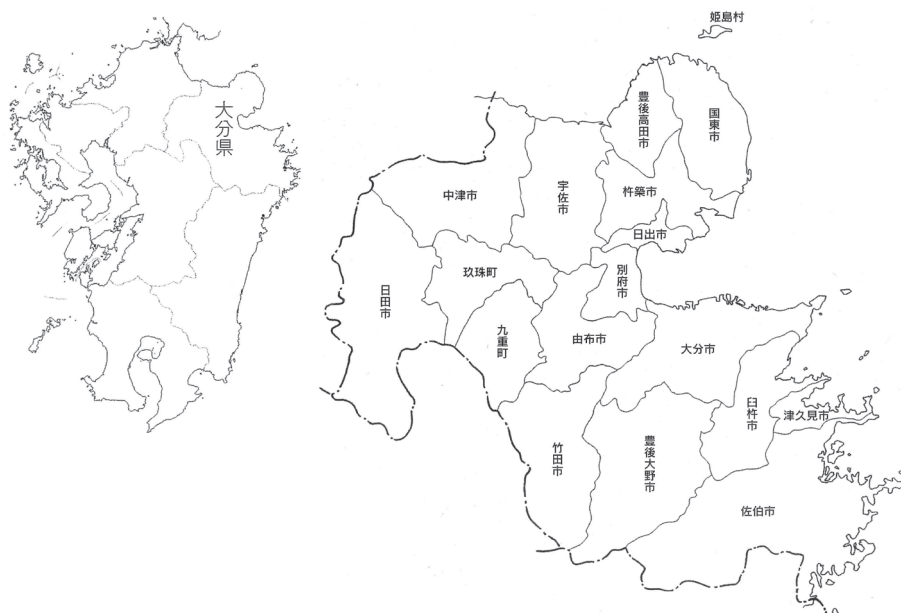 姫島村
大分県
豊後高田市
国東市
中津市
宇佐市
杵築市
日出市
玖珠町
別府市
日田市
九重町
由布市
大分市
臼杵市
津久見市
竹田市
豊後大野市
佐伯市